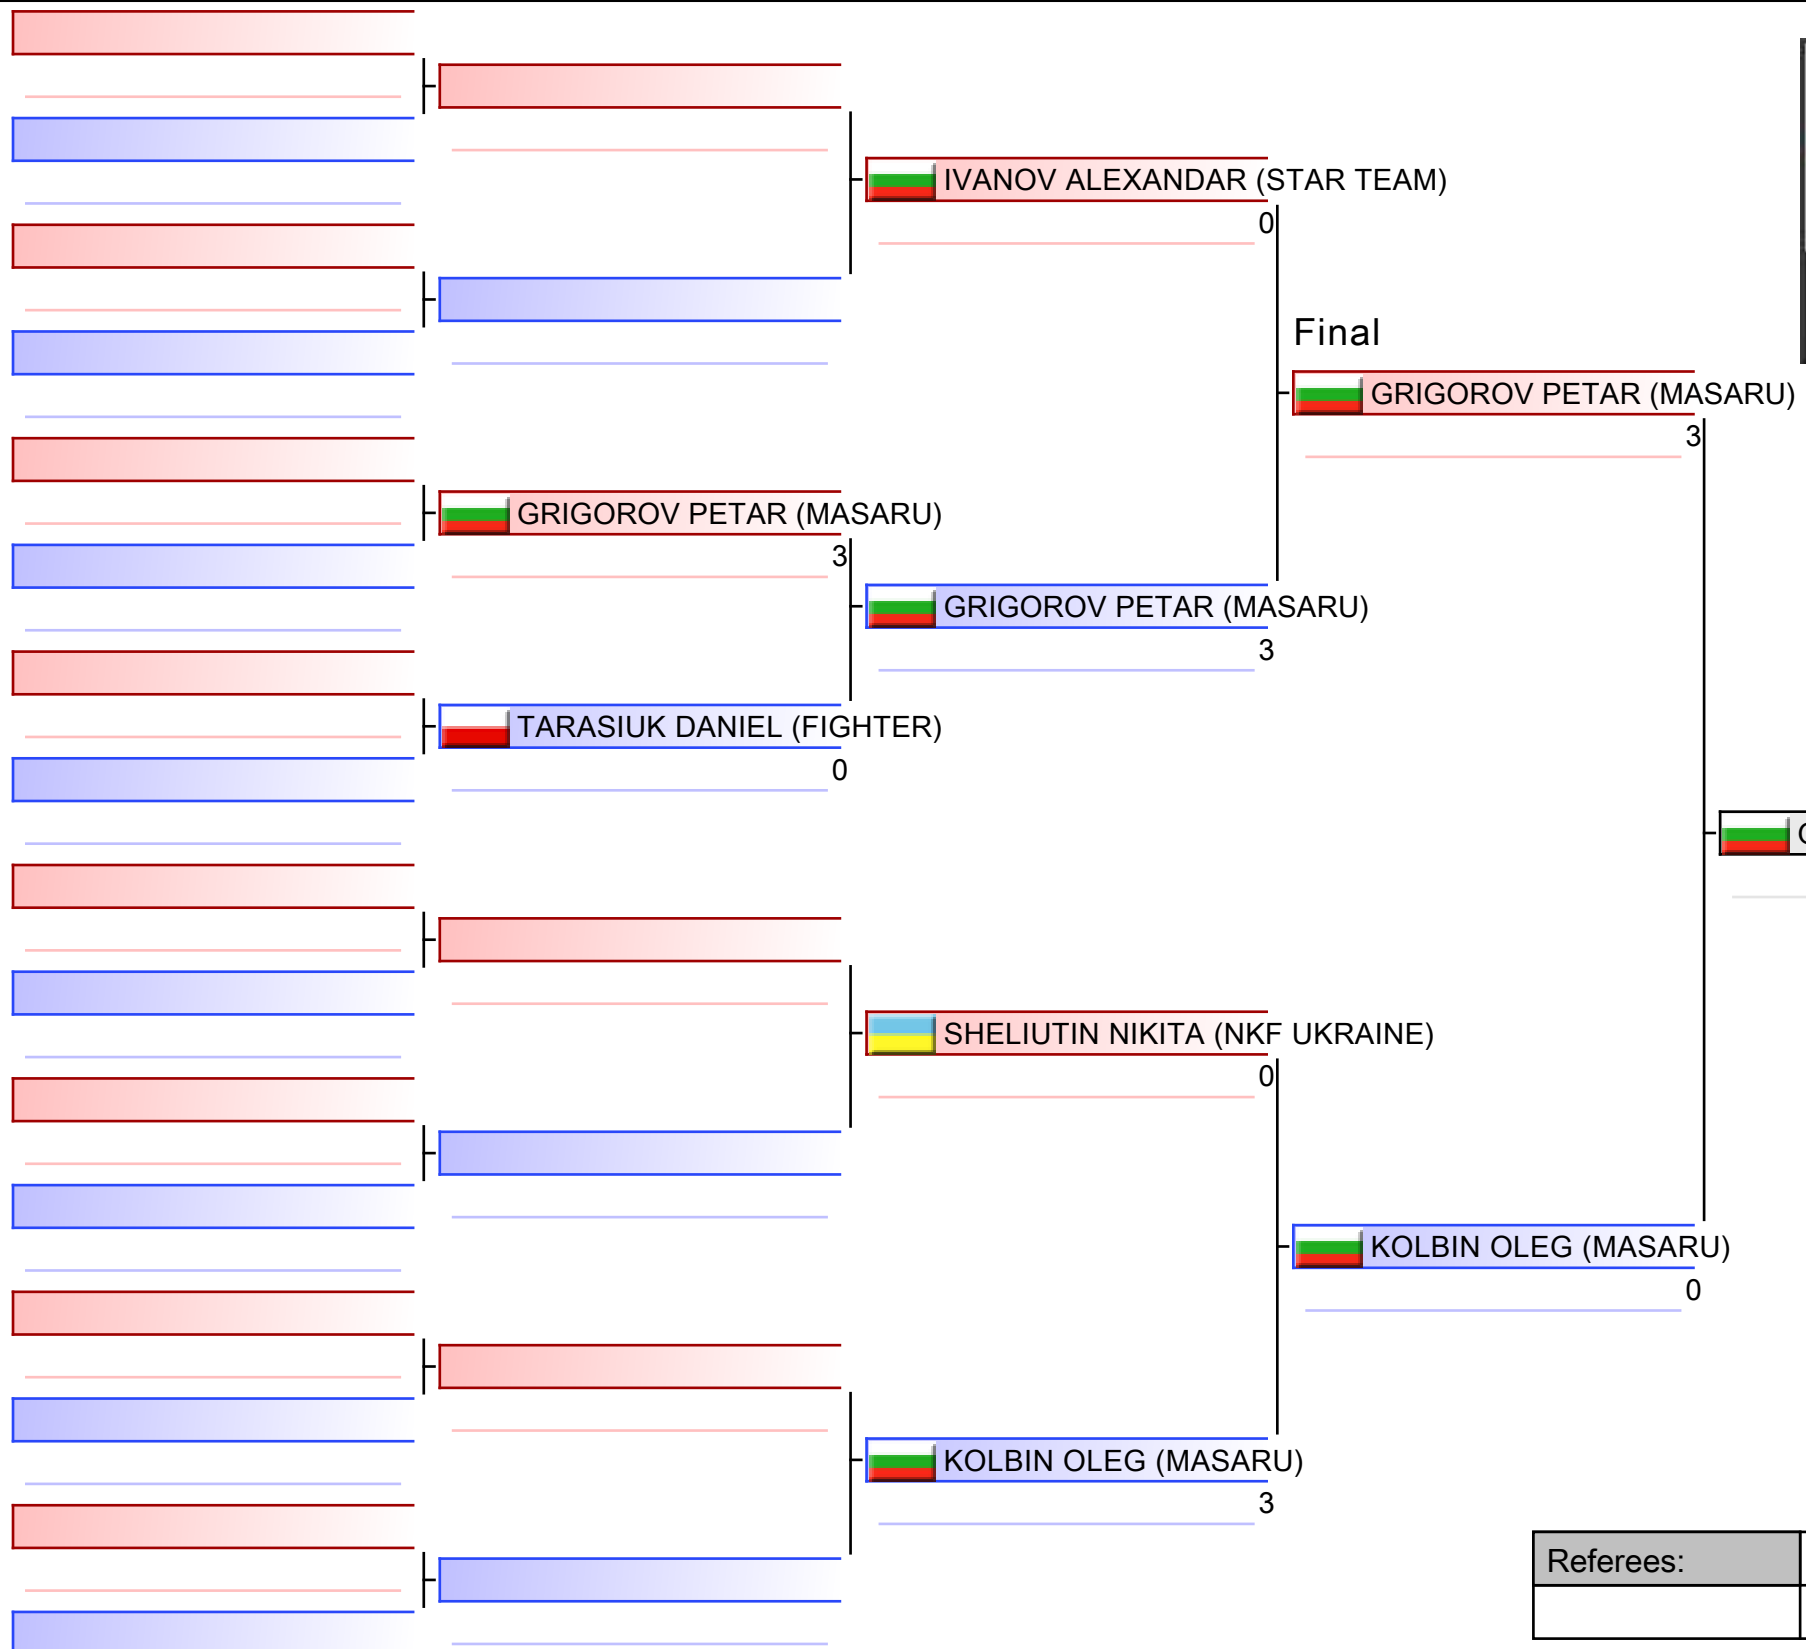 IVANOV ALEXANDAR (STAR TEAM)
0
Final
GRIGOROV PETAR (MASARU)
3
GRIGOROV PETAR (MASARU)
3
GRIGOROV PETAR (MASARU)
3
TARASIUK DANIEL (FIGHTER)
0
SHELIUTIN NIKITA (NKF UKRAINE)
0
KOLBIN OLEG (MASARU)
0
KOLBIN OLEG (MASARU)
3
Referees: